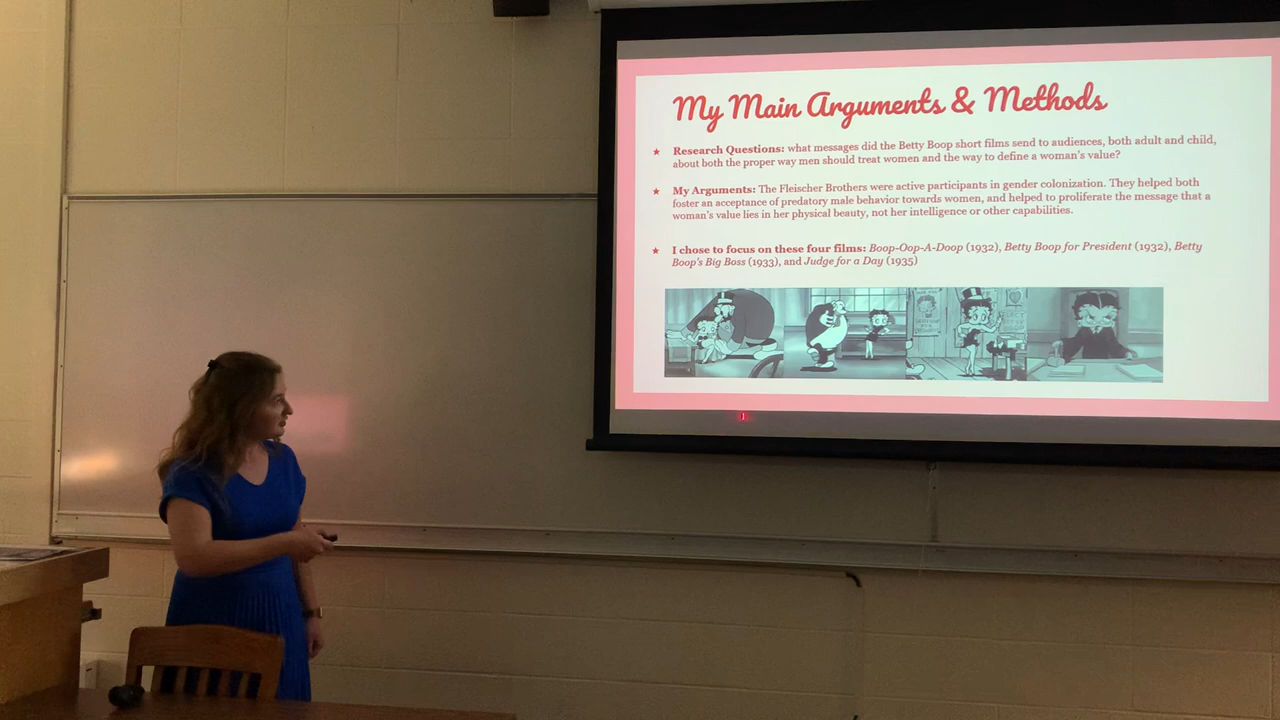 My Main Arguments & Methods
★ Research Questions: what messages did the Betty Boop short films send to audiences, both adult and child,
about both the proper way men should treat women and the way to define a woman's value?
★ My Arguments: The Fleischer Brothers were active participants in gender colonization. They helped both
foster an acceptance of predatory male behavior towards women, and helped to proliferate the message that a
woman's value lies in her physical beauty, not her intelligence or other capabilities.
★ I chose to focus on these four films: Boop-Oop-A-Doop (1932), Betty Boop for President (1932), Betty
Boop's Big Boss (1933), and Judge for a Day (1935)